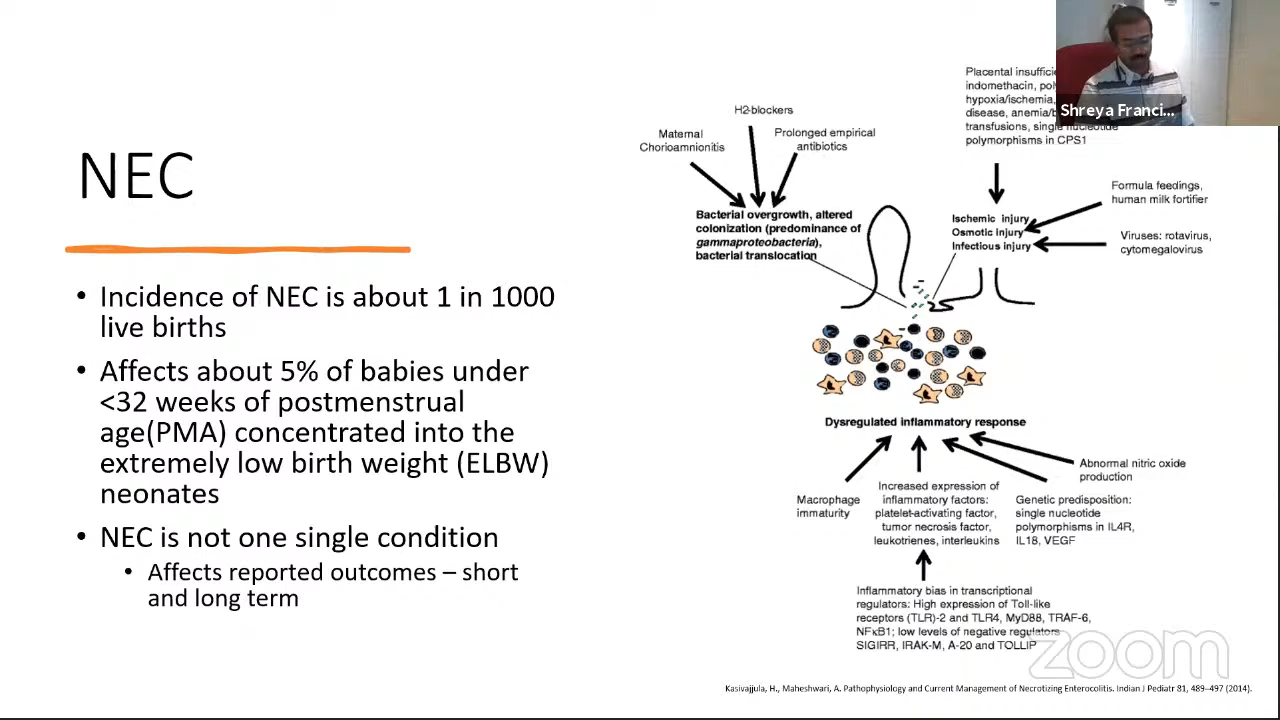 NEC
• Incidence of NEC is about 1 in 1000
live births
• Affects about 5% of babies under
<32 weeks of postmenstrual
age(PMA) concentrated into the
extremely low birth weight (ELBW)
neonates
• NEC is not one single condition
• Affects reported outcomes – short
and long term
H2-blockers
Maternal
Chorioamnionitis
Prolonged empirical
antibiotics
Bacterial overgrowth, altered
colonization (predominance of
gammaproteobacteria),
bacterial translocation
Placental
indomethacin,
hypoxia/ischemia,
disease,
transfusions, single nucleotide
polymorphisms in CPS1
Shreya Franci...
Ischemic injury
Osmotic injury
Infectious injury
Formula feedings,
human milk fortifier
Viruses: rotavirus,
cytomegalovirus
Dysregulated inflammatory response
Macrophage
immaturity
Increased expression of
inflammatory factors:
platelet-activating factor,
tumor necrosis factor,
leukotrienes, interleukins
Abnormal nitric oxide
production
Genetic predisposition:
single nucleotide
polymorphisms in IL4R,
IL18, VEGF
Inflammatory bias in transcriptional
regulators: High expression of Toll-like
receptors (TLR)-2 and TLR4, MyD88, TRAF-6,
NFκB1; low levels of negative regulators
SIGIRR, IRAK-M, A-20 and TOLLIP
zoom
Kasivajjula, H., Maheshwari, A. Pathophysiology and Current Management of Necrotizing Enterocolitis. Indian J Pediatr 81, 489–497 (2014).